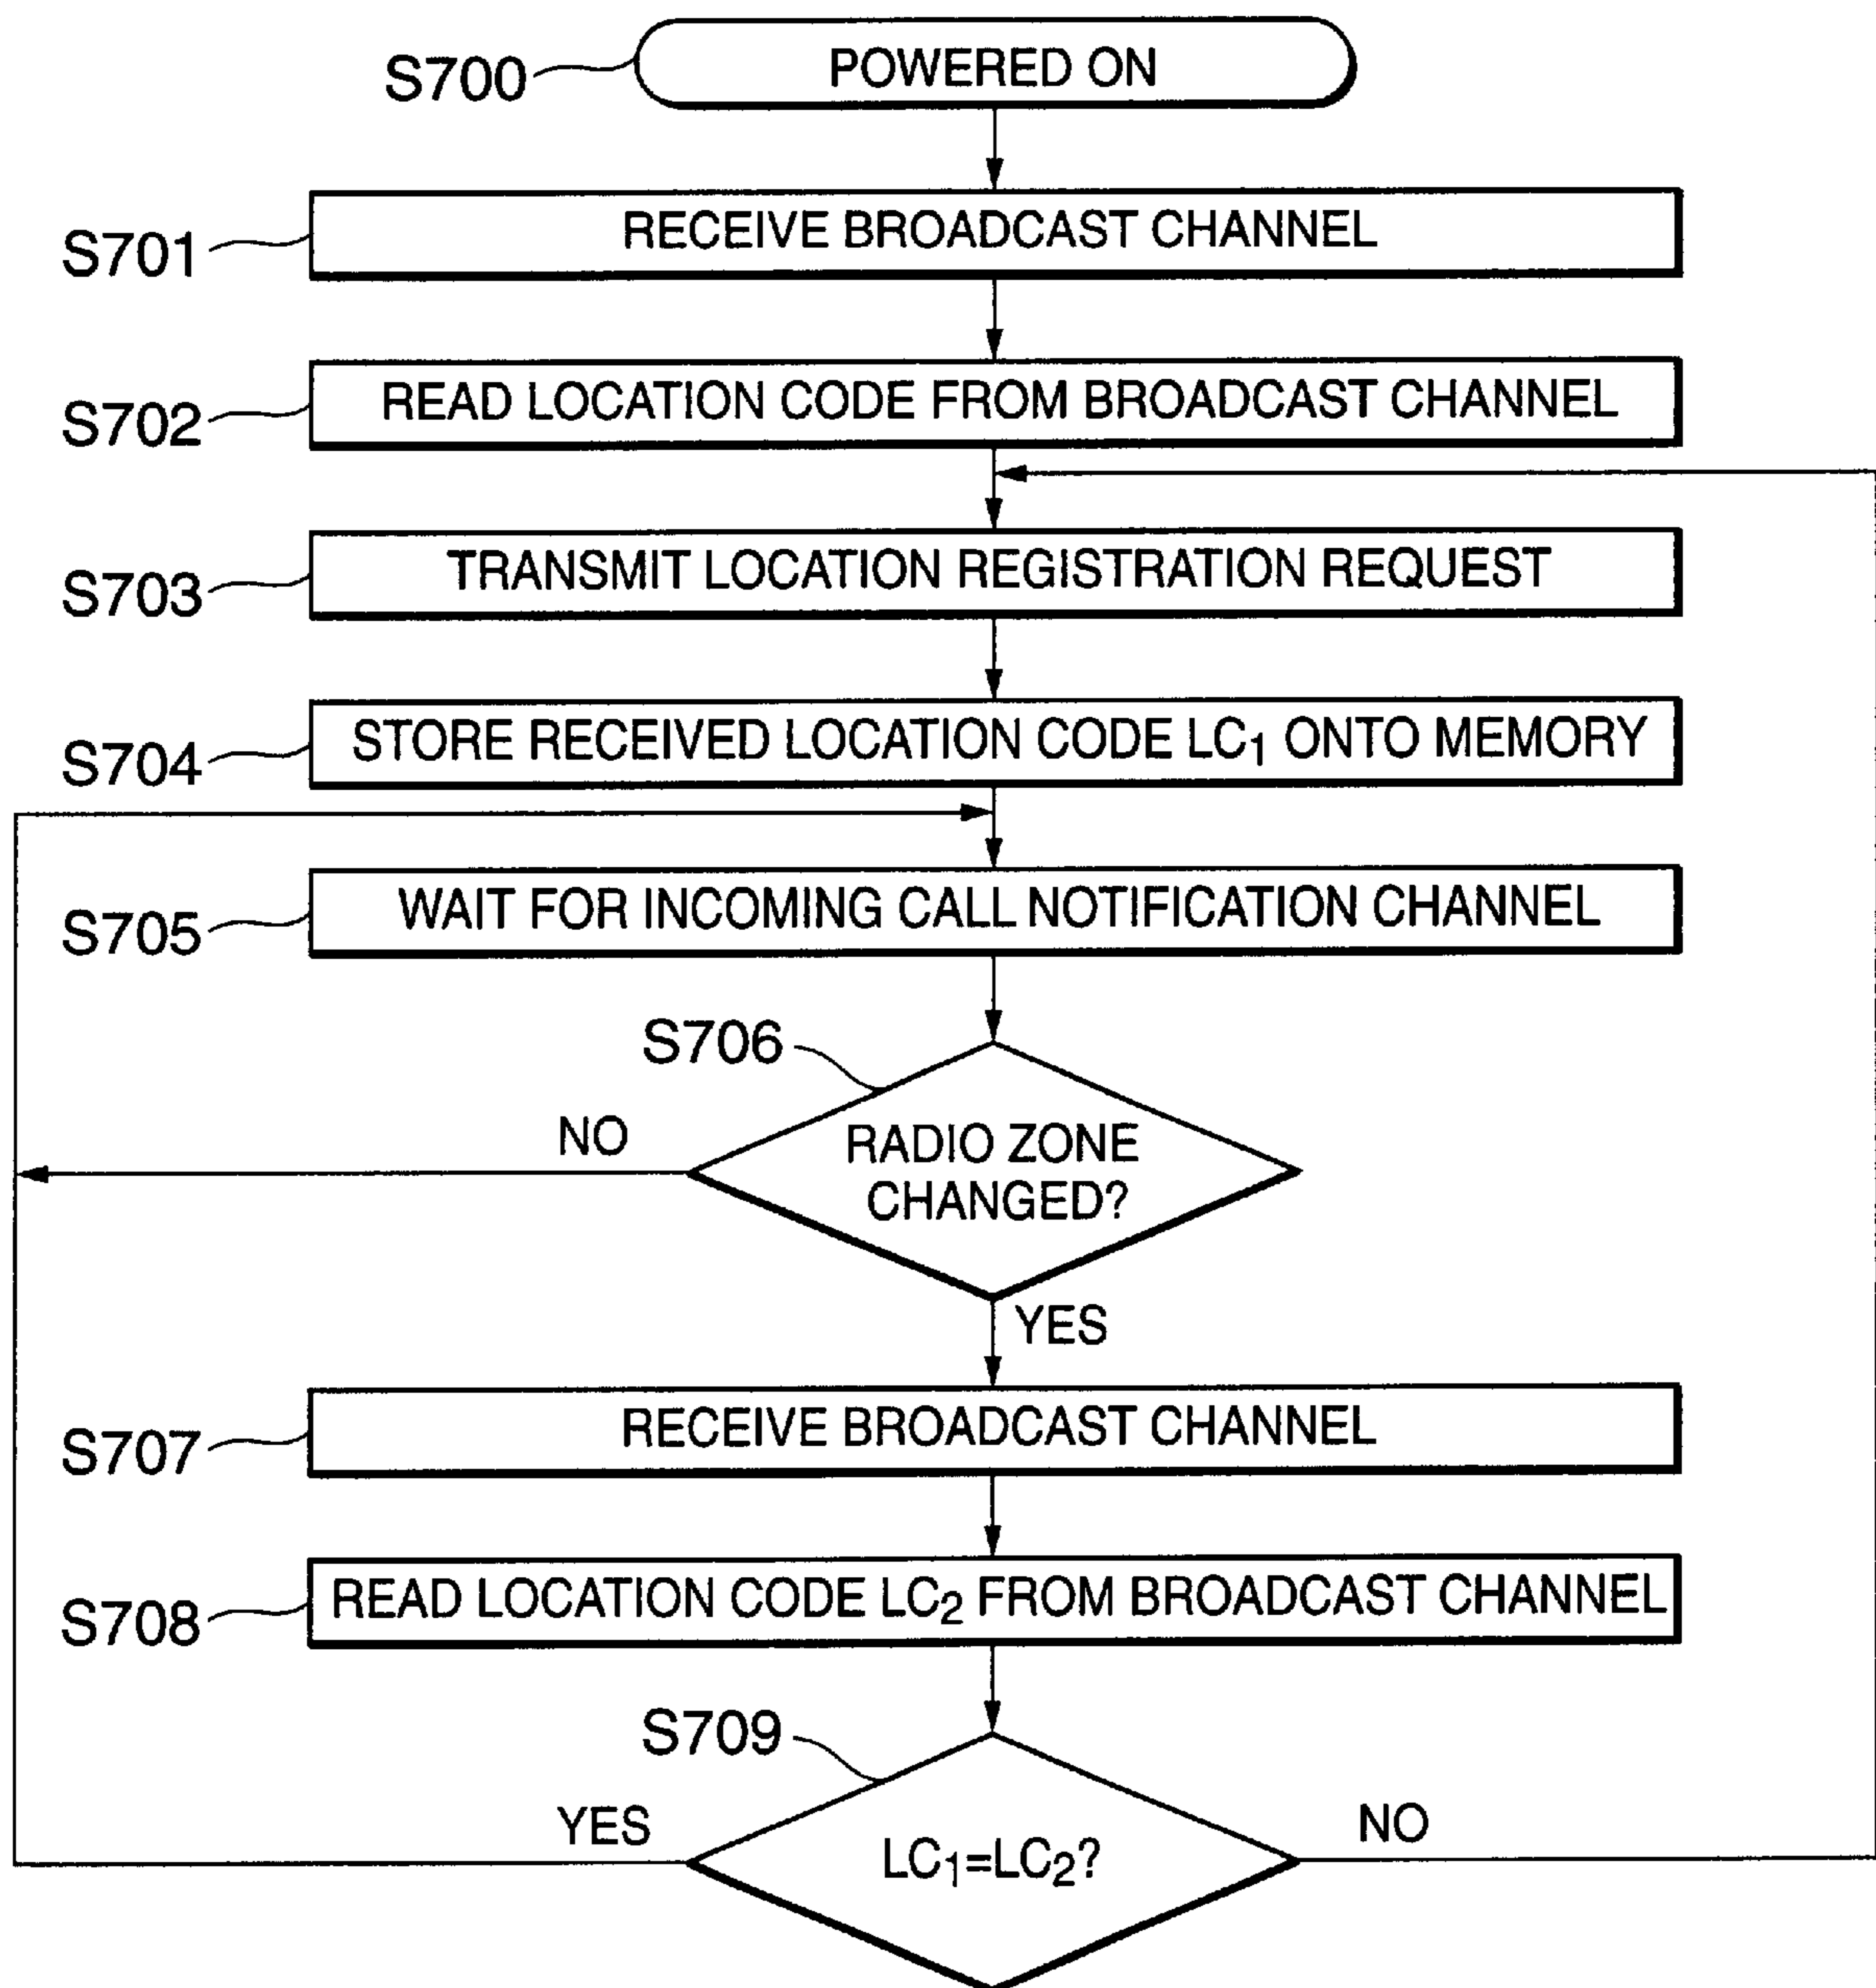 S700
POWERED ON
S701
RECEIVE BROADCAST CHANNEL
S702
READ LOCATION CODE FROM BROADCAST CHANNEL
S703
TRANSMIT LOCATION REGISTRATION REQUEST
S704
STORE RECEIVED LOCATION CODE LC₁ ONTO MEMORY
S705
WAIT FOR INCOMING CALL NOTIFICATION CHANNEL
S706
NO
RADIO ZONE
CHANGED?
YES
S707
RECEIVE BROADCAST CHANNEL
S708
READ LOCATION CODE LC₂ FROM BROADCAST CHANNEL
S709
YES
LC₁=LC₂?
NO